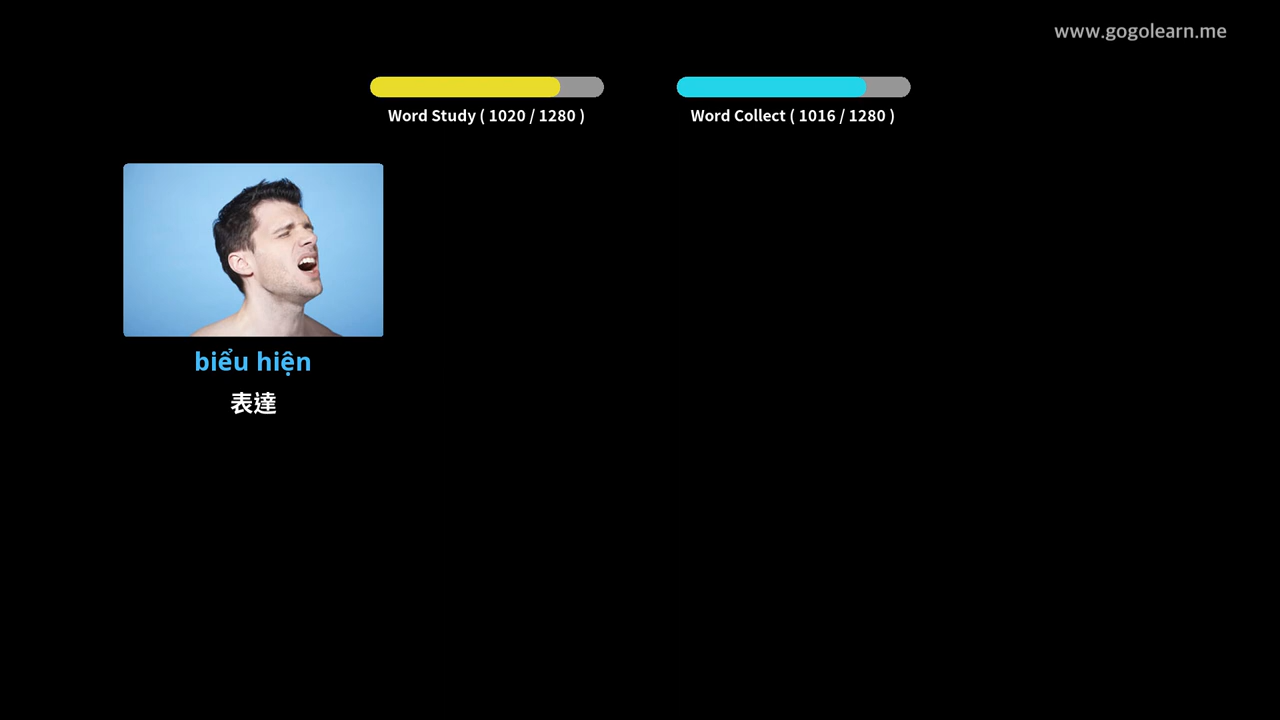 www.gogolearn.me
Word Study ( 1020 / 1280 )
Word Collect ( 1016 / 1280 )
biểu hiện
表達